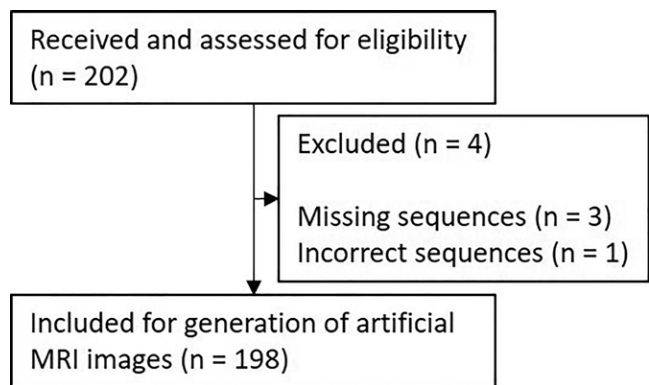 Received and assessed for eligibility
(n = 202)
Excluded (n = 4)
Missing sequences (n = 3)
Incorrect sequences (n = 1)
Included for generation of artificial
MRI images (n = 198)